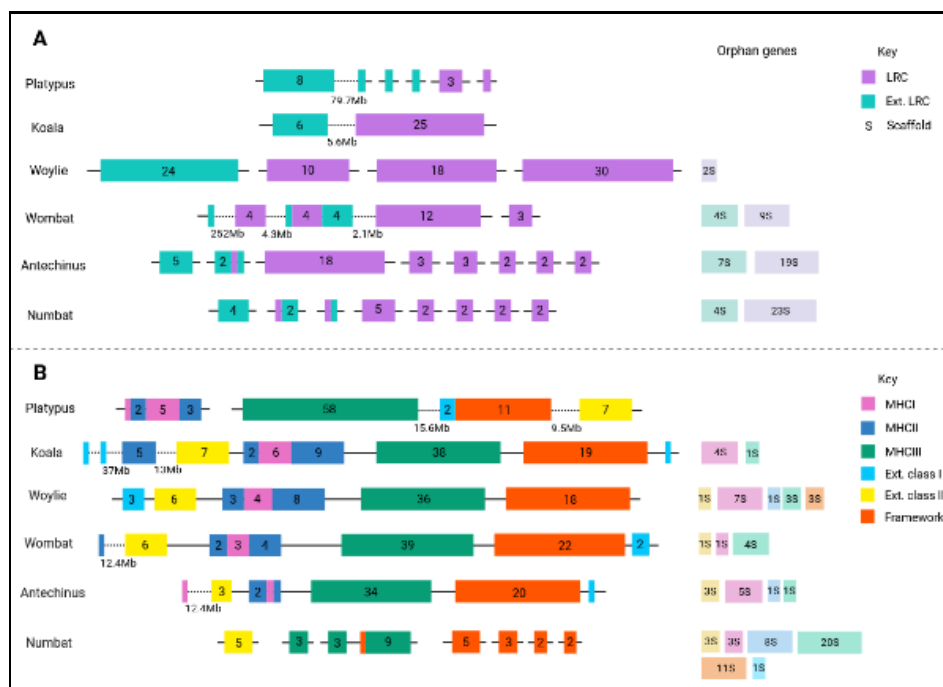 A
Orphan genes
Key
LRC
Ext. LRC
S Scaffold
Platypus
8
3
79.7Mb
Koala
6
25
5.6Mb
Woylie
24
10
18
30
2S
Wombat
4
4
4
12
3
4S
9S
252Mb
4.3Mb
2.1Mb
Antechinus
5
2
18
3
3
2
2
2
7S
19S
Numbat
4
2
5
2
2
2
2
4S
23S
B
Key
MHCI
MHCII
MHCIII
Ext. class I
Ext. class II
Framework
Platypus
2
5
3
58
2
11
7
15.6Mb
9.5Mb
Koala
5
7
2
6
9
38
19
4S
1S
37Mb
13Mb
Woylie
3
6
3
4
8
36
18
1S
7S
1S
3S
3S
Wombat
6
2
3
4
39
22
2
1S
1S
4S
12.4Mb
Antechinus
3
2
34
20
3S
5S
1S
1S
12.4Mb
Numbat
5
3
3
9
5
3
2
2
3S
3S
8S
20S
11S
1S